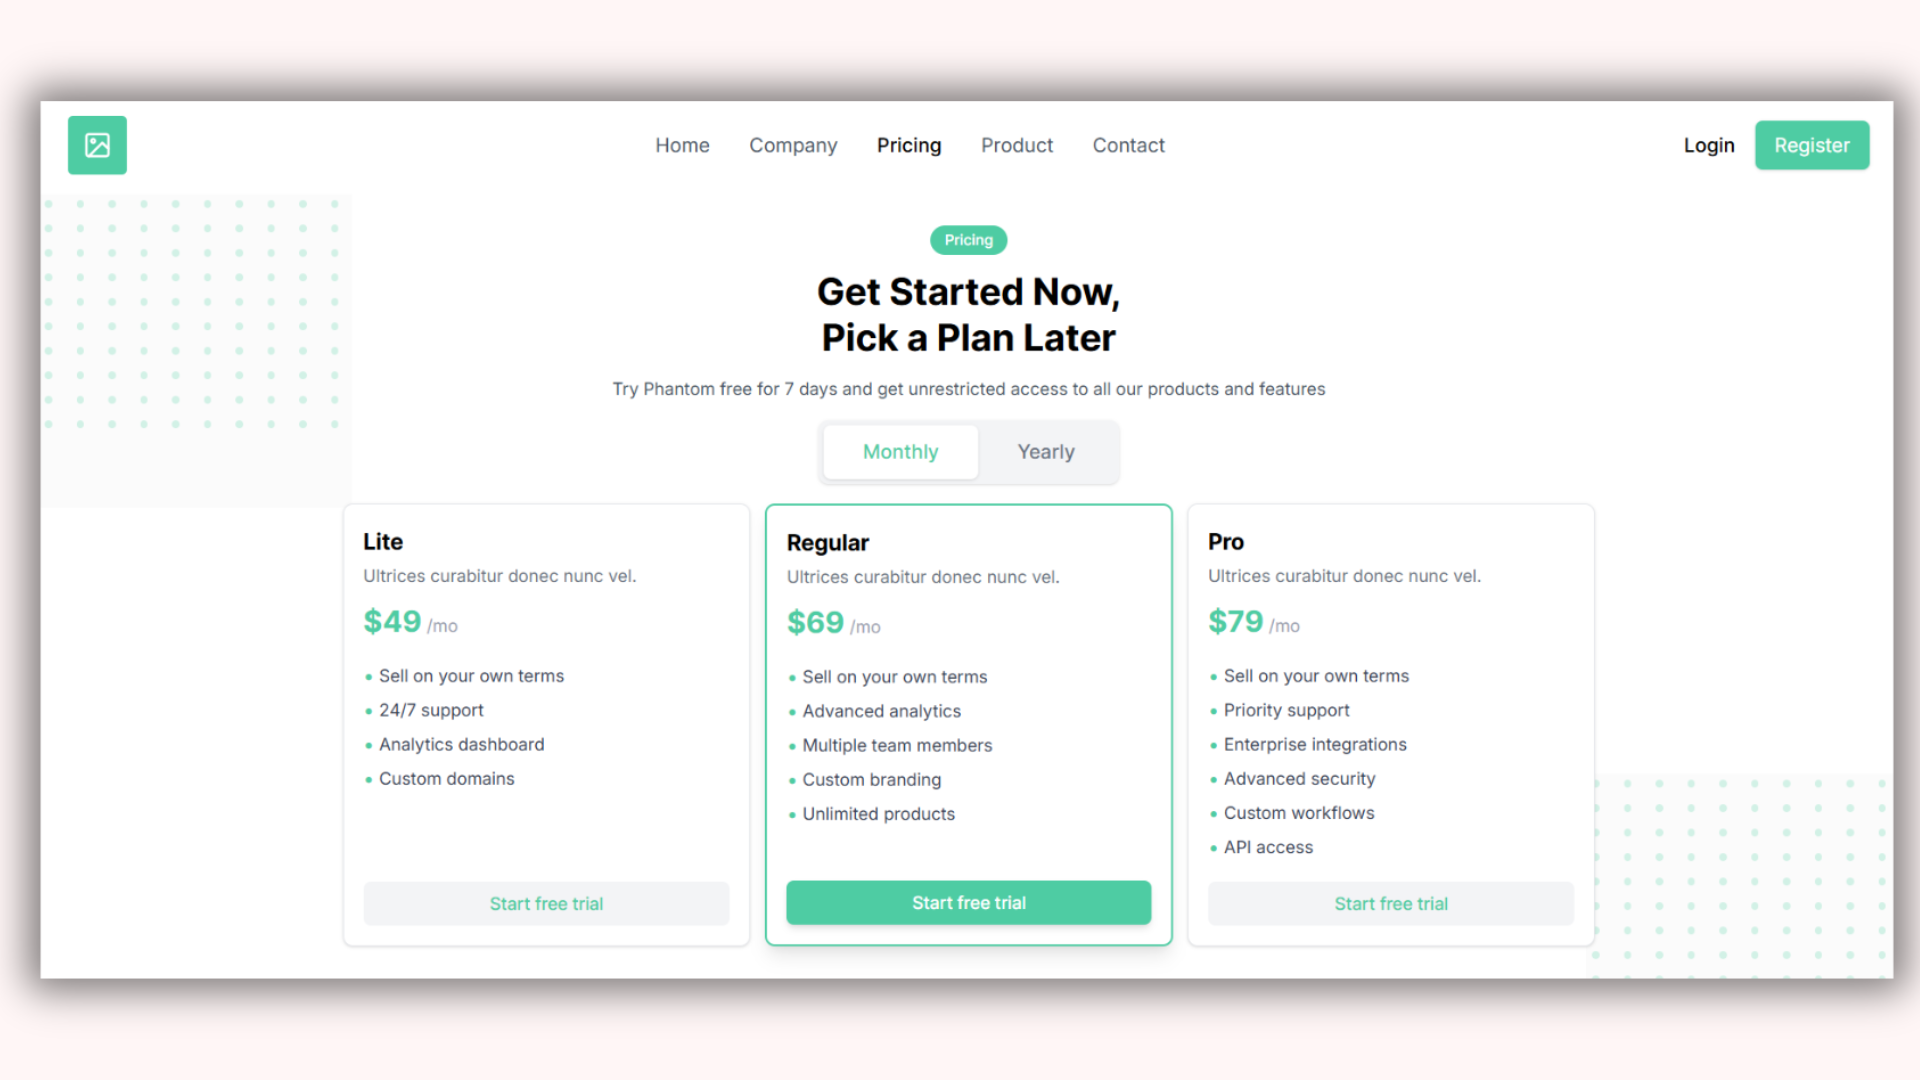 Home
Company
Pricing
Product
Contact
Login
Register
Pricing
Get Started Now,
Pick a Plan Later
Try Phantom free for 7 days and get unrestricted access to all our products and features
Monthly
Yearly
Lite
Ultrices curabitur donec nunc vel.
$49 /mo
Sell on your own terms
24/7 support
Analytics dashboard
Custom domains
Start free trial
Regular
Ultrices curabitur donec nunc vel.
$69 /mo
Sell on your own terms
Advanced analytics
Multiple team members
Custom branding
Unlimited products
Start free trial
Pro
Ultrices curabitur donec nunc vel.
$79 /mo
Sell on your own terms
Priority support
Enterprise integrations
Advanced security
Custom workflows
API access
Start free trial